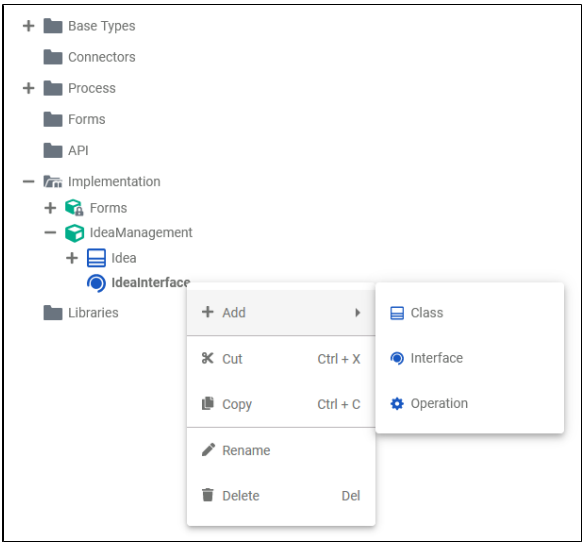 Base Types
Connectors
Process
Forms
API
Implementation
Forms
IdeaManagement
Idea
IdeaInterface
Libraries
Add
Cut Ctrl + X
Copy Ctrl + C
Rename
Delete Del
Class
Interface
Operation